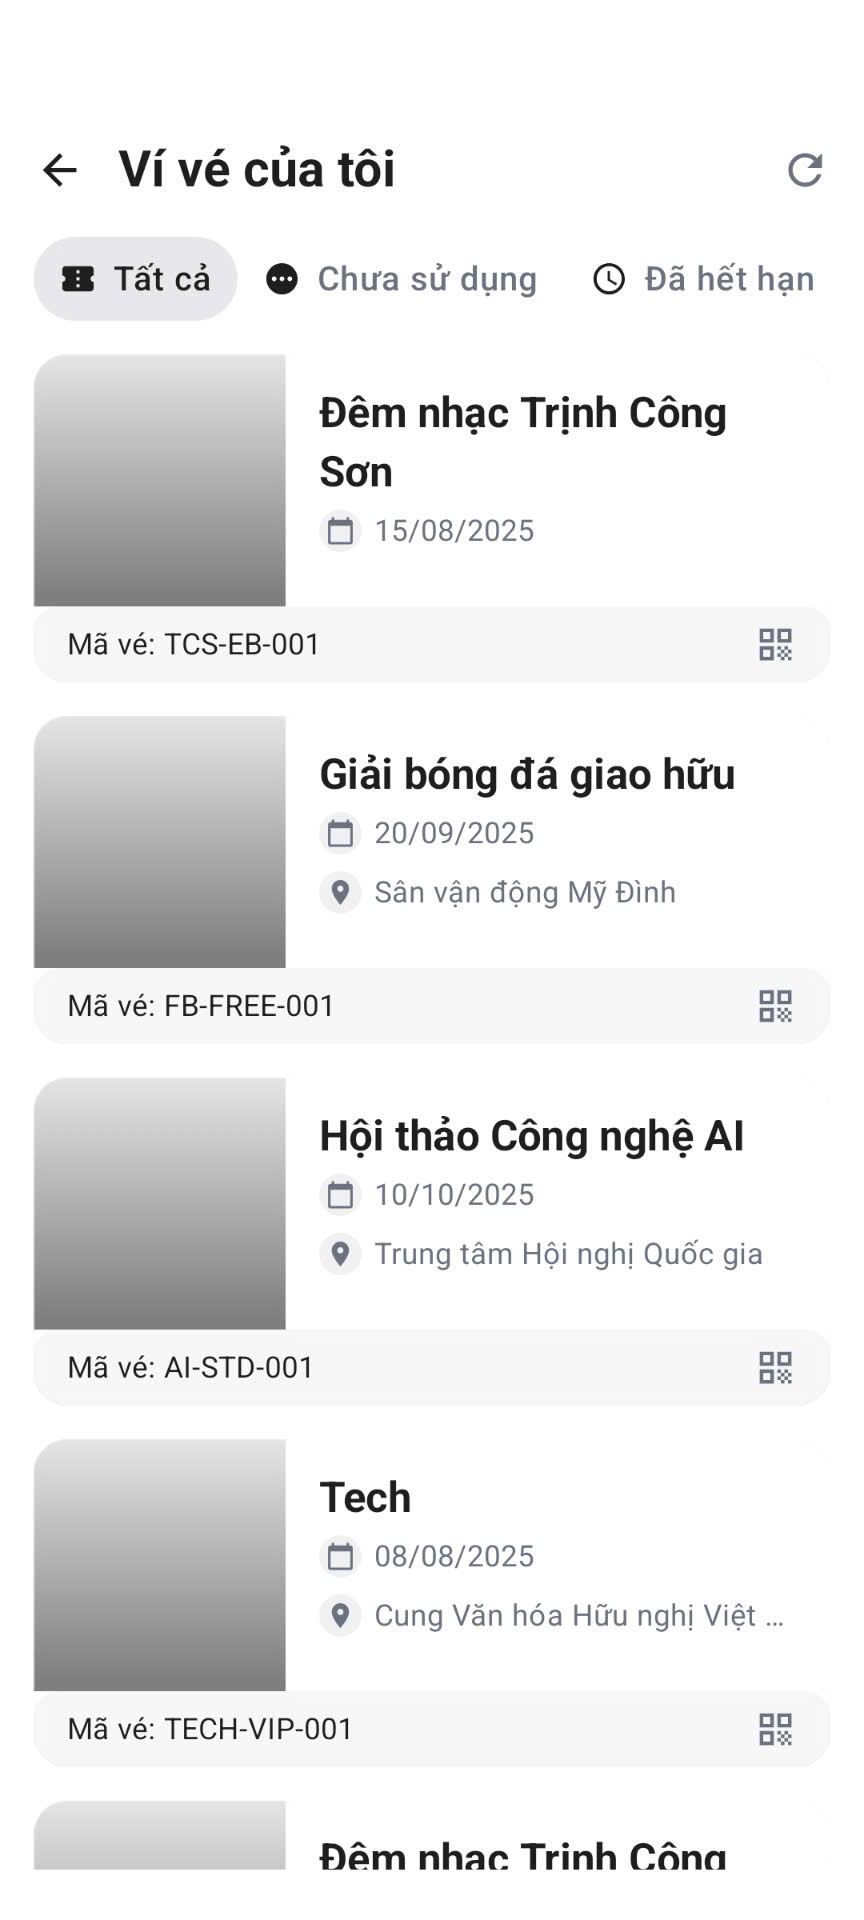 Ví vé của tôi
Tất cả
Chưa sử dụng
Đã hết hạn
Đêm nhạc Trịnh Công
Sơn
15/08/2025
Mã vé: TCS-EB-001
Giải bóng đá giao hữu
20/09/2025
Sân vận động Mỹ Đình
Mã vé: FB-FREE-001
Hội thảo Công nghệ AI
10/10/2025
Trung tâm Hội nghị Quốc gia
Mã vé: AI-STD-001
Tech
08/08/2025
Cung Văn hóa Hữu nghị Việt ...
Mã vé: TECH-VIP-001
Đêm nhạc Trịnh Công